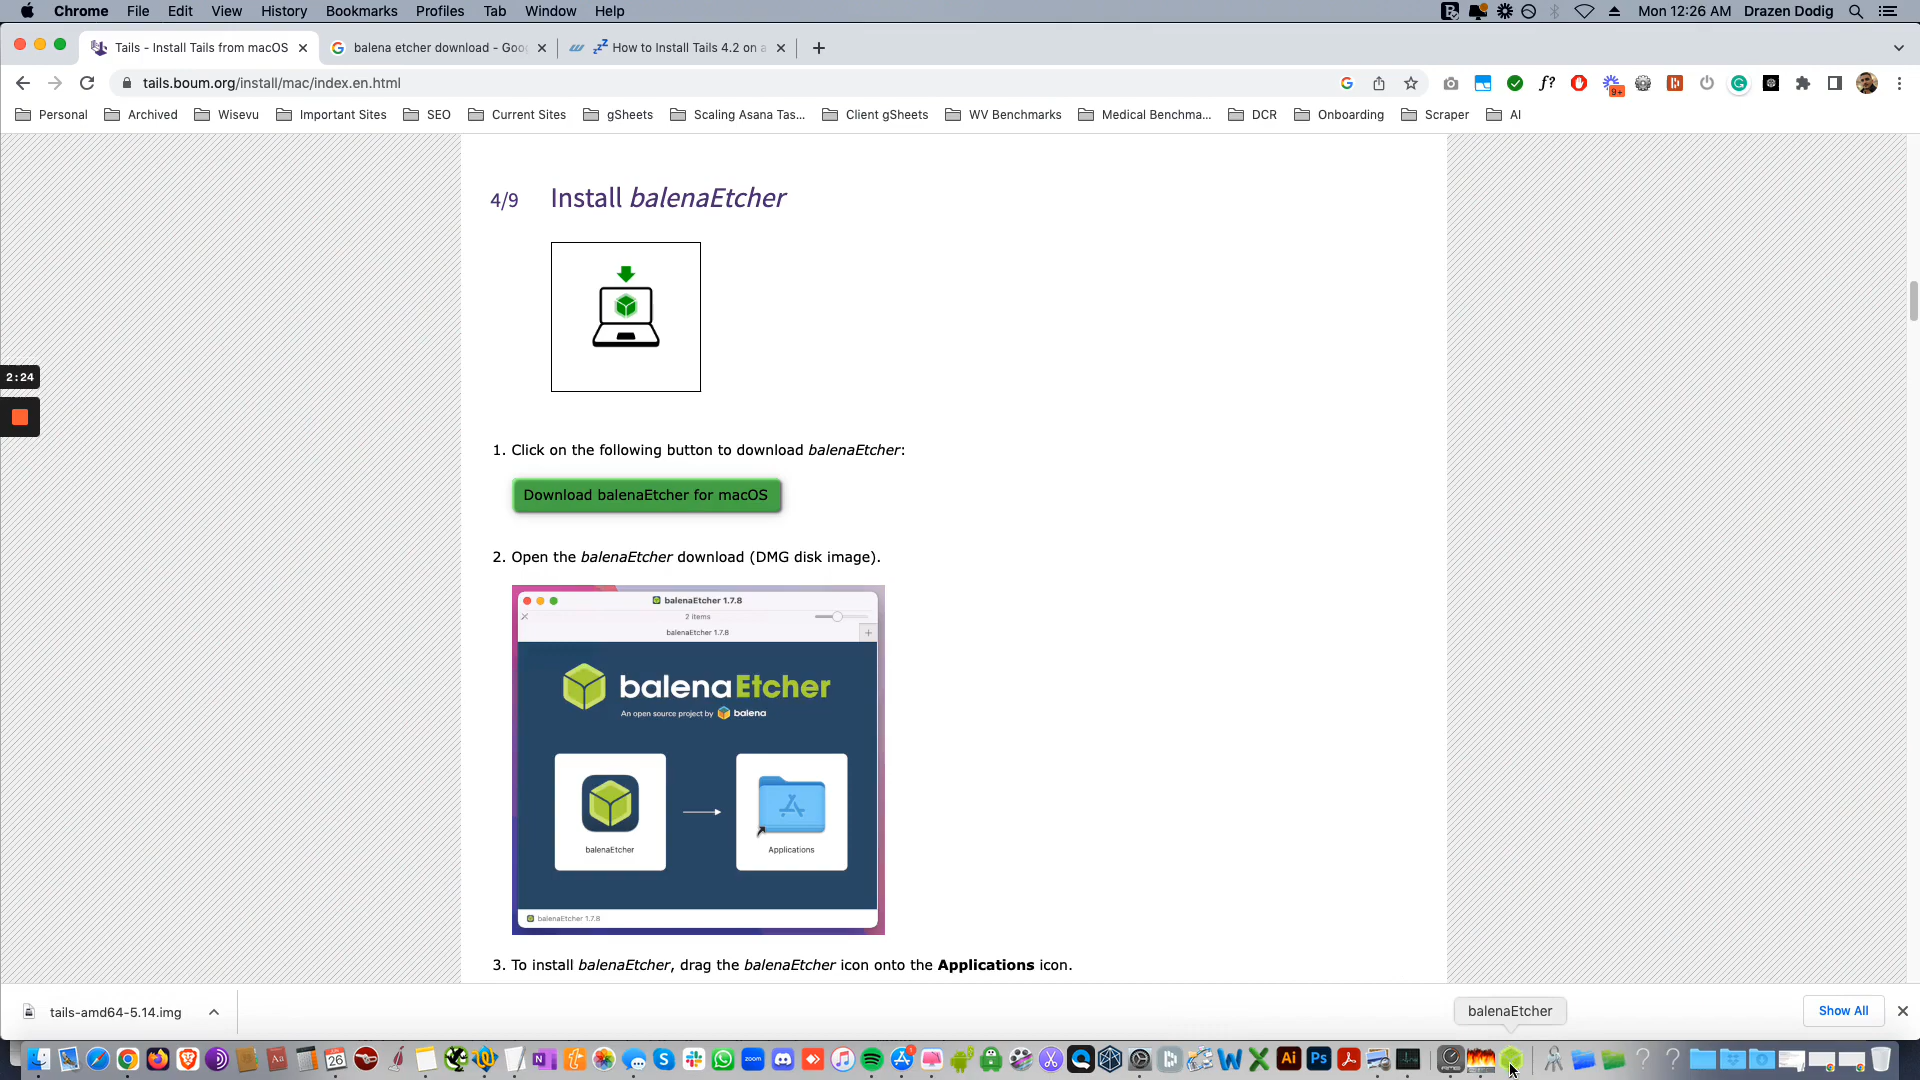 Chrome File Edit View History Bookmarks Profiles Tab Window Help
Mon 12:26 AM Drazen Dodig
Tails - Install Tails from macOS
balena etcher download - Goo
How to Install Tails 4.2 on a
tails.boum.org/install/mac/index.en.html
Personal Archived Wisevu Important Sites SEO Current Sites gSheets Scaling Asana Tas... Client gSheets WV Benchmarks Medical Benchma... DCR Onboarding Scraper AI
4/9 Install balenaEtcher
2:24
1. Click on the following button to download balenaEtcher:
Download balenaEtcher for macOS
2. Open the balenaEtcher download (DMG disk image).
balenaEtcher 1.7.8
2 items
balenaEtcher 1.7.8
balenaEtcher
An open source project by balena
balenaEtcher
Applications
balenaEtcher 1.7.8
3. To install balenaEtcher, drag the balenaEtcher icon onto the Applications icon.
tails-amd64-5.14.img
balenaEtcher
Show All